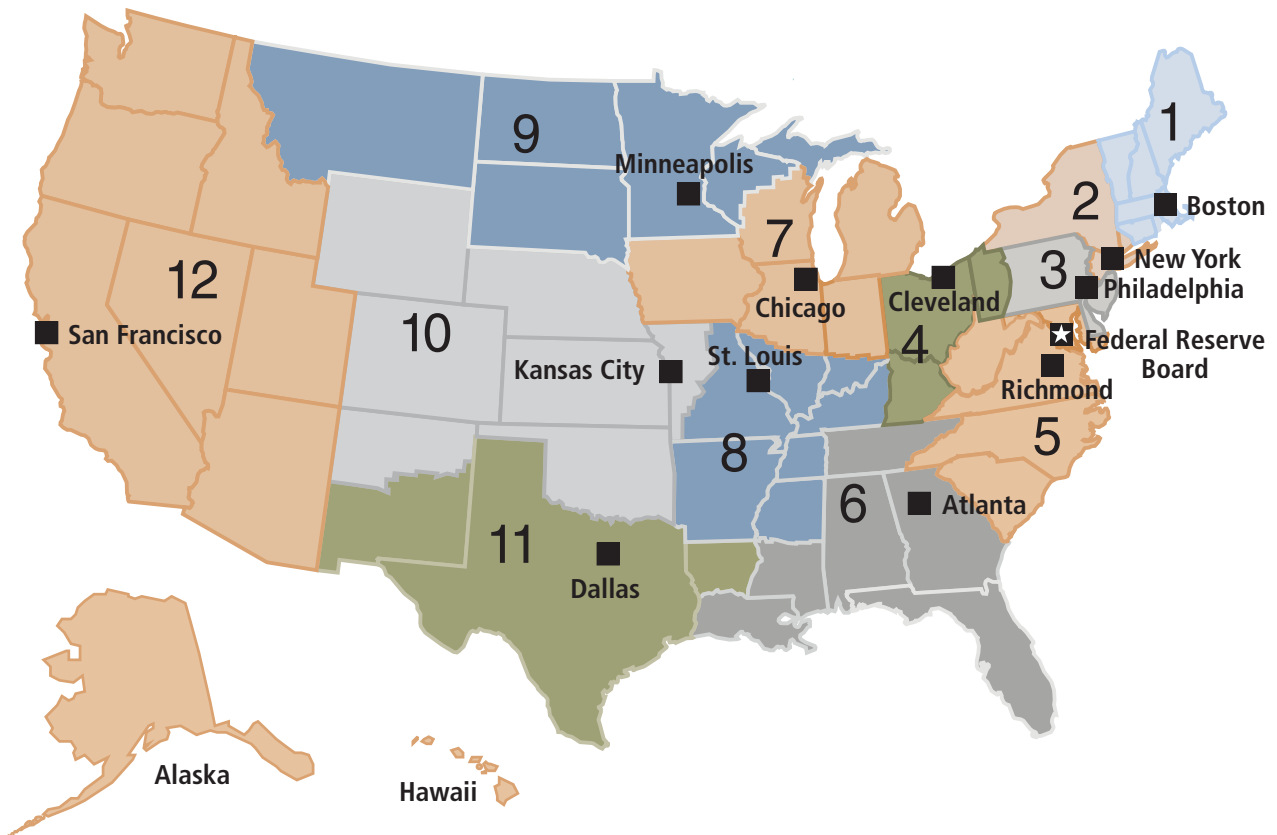 1
9
Minneapolis
2
Boston
7
12
3
New York
Philadelphia
Chicago
Cleveland
San Francisco
10
4
Federal Reserve
Board
St. Louis
Kansas City
Richmond
5
8
6
Atlanta
11
Dallas
Alaska
Hawaii